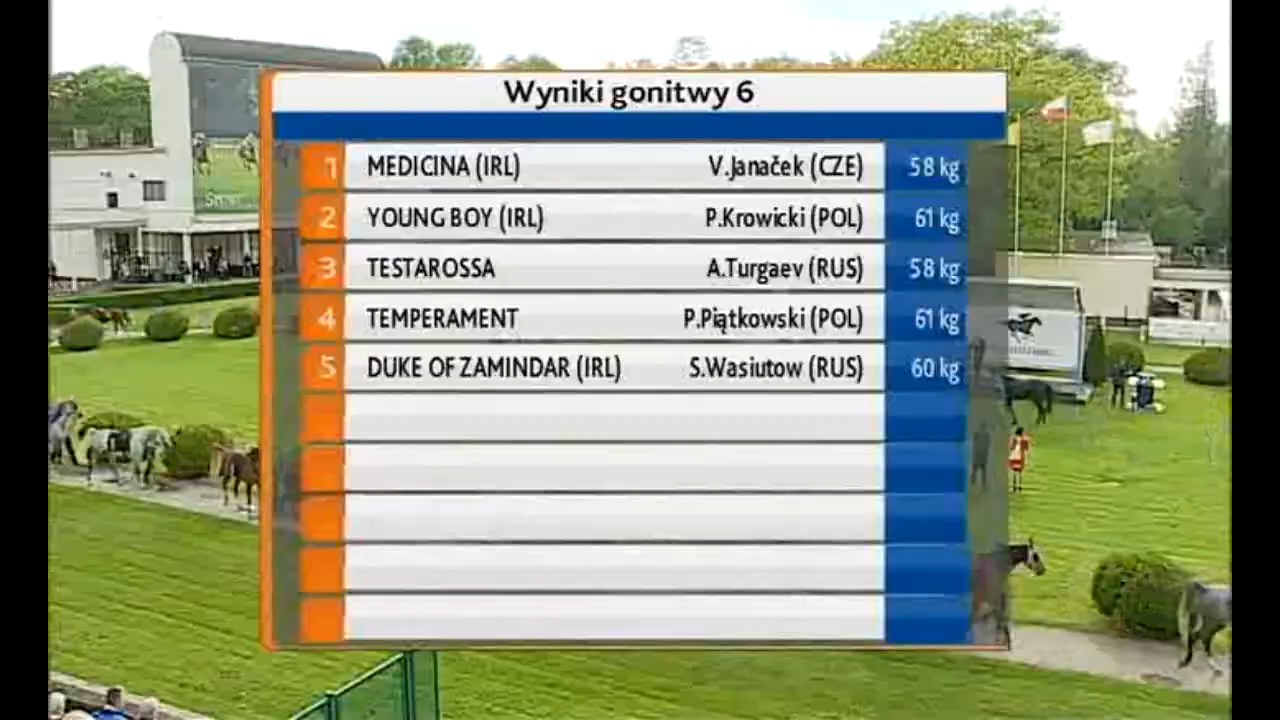 Wyniki gonitwy 6
1 MEDICINA (IRL) V.Janaček (CZE) 58 kg
2 YOUNG BOY (IRL) P.Krowicki (POL) 61 kg
3 TESTAROSSA A.Turgaev (RUS) 58 kg
4 TEMPERAMENT P.Piątkowski (POL) 61 kg
5 DUKE OF ZAMINDAR (IRL) S.Wasiutow (RUS) 60 kg